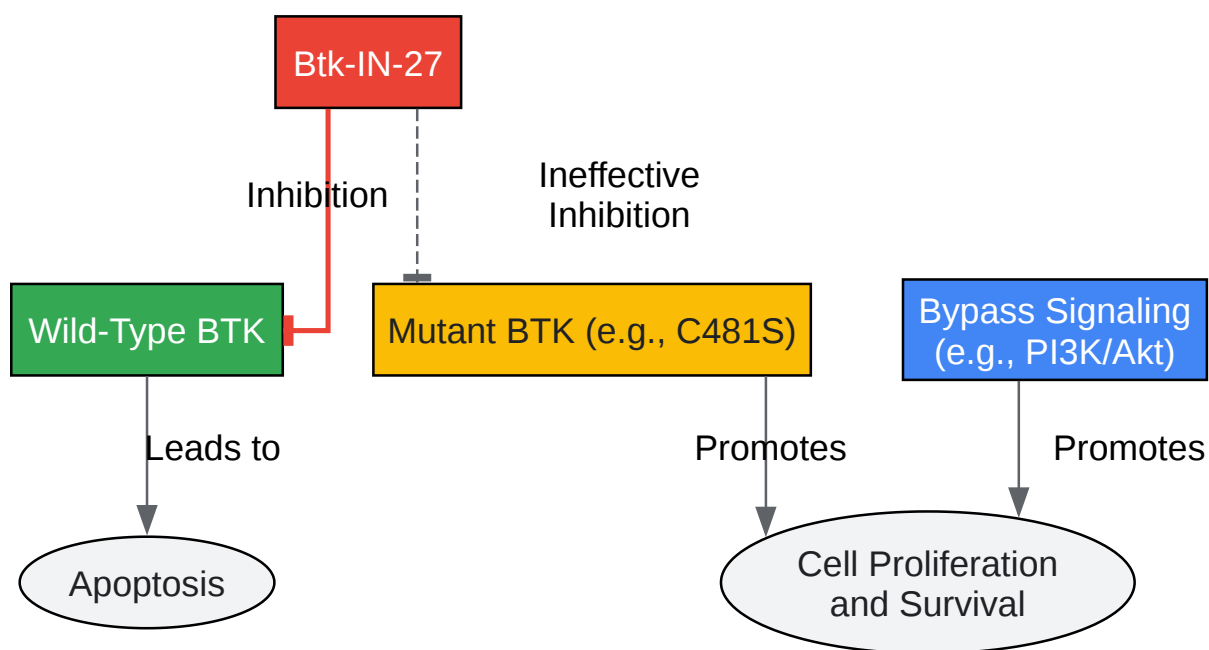 Btk-IN-27
Inhibition
Ineffective
Inhibition
Wild-Type BTK
Mutant BTK (e.g., C481S)
Bypass Signaling
(e.g., PI3K/Akt)
Leads to
Promotes
Promotes
Apoptosis
Cell Proliferation
and Survival